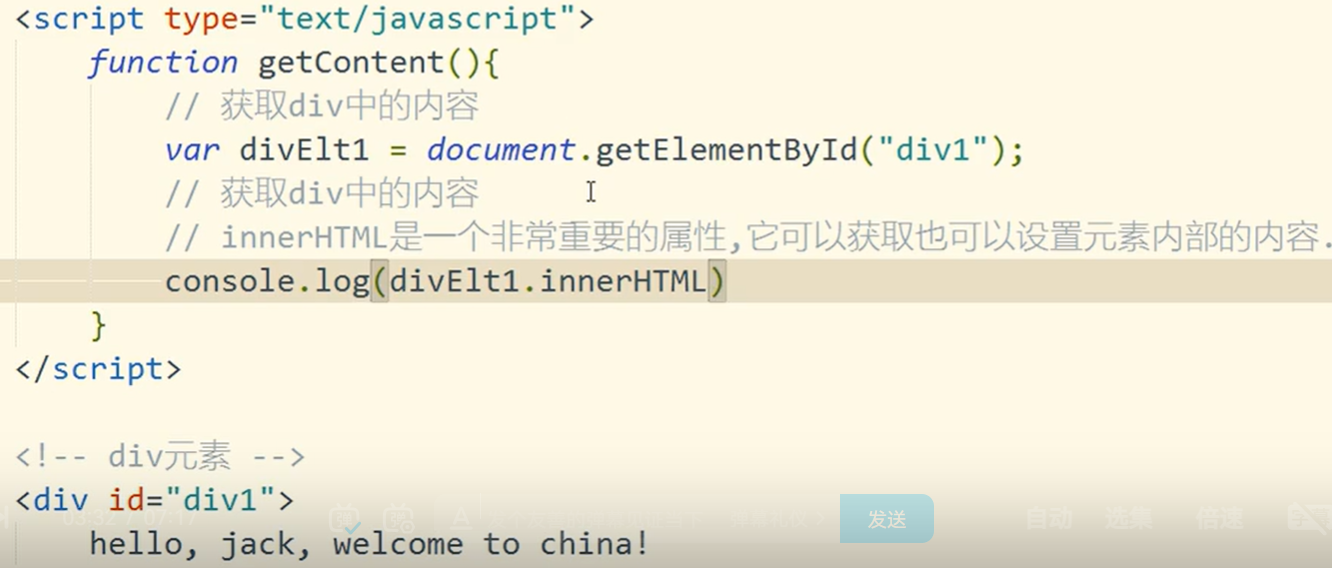 <script type="text/javascript">
function getContent(){
// 获取div中的内容
var divElt1 = document.getElementById("div1");
// 获取div中的内容
// innerHTML是一个非常重要的属性,它可以获取也可以设置元素内部的内容.
console.log(divElt1.innerHTML)
}
</script>
<!-- div元素 -->
<div id="div1">
发送 自动 选集 倍速
hello, jack, welcome to china!